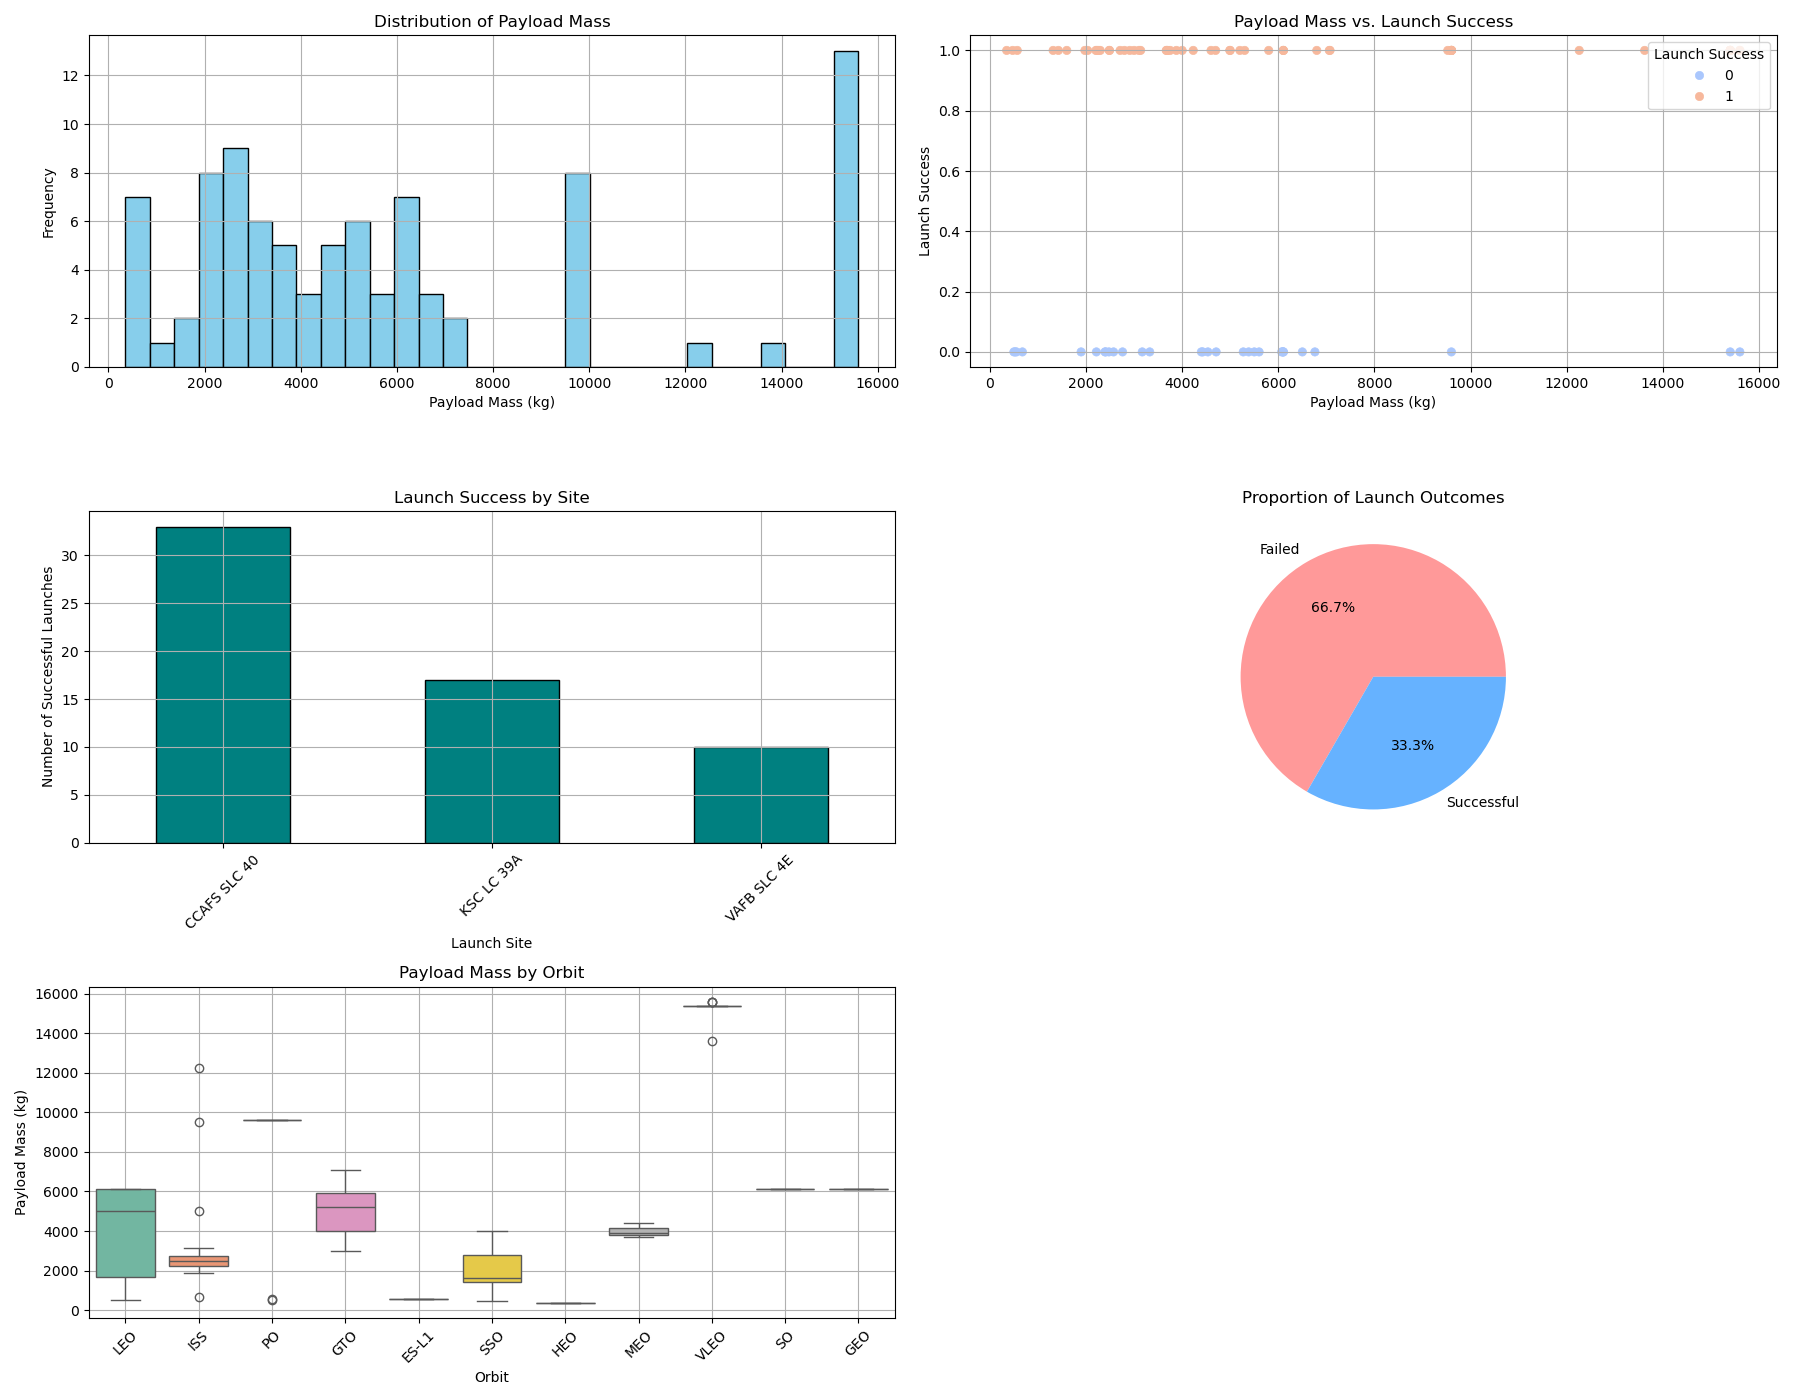 Distribution of Payload Mass
Frequency
12
10
8
6
4
2
0
0 2000 4000 6000 8000 10000 12000 14000 16000
Payload Mass (kg)
Payload Mass vs. Launch Success
Launch Success
1.0
0.8
0.6
0.4
0.2
0.0
Launch Success
0
1
0 2000 4000 6000 8000 10000 12000 14000 16000
Payload Mass (kg)
Launch Success by Site
Number of Successful Launches
30
25
20
15
10
5
0
CCAFS SLC 40
KSC LC 39A
VAFB SLC 4E
Launch Site
Proportion of Launch Outcomes
Failed
66.7%
33.3%
Successful
Payload Mass by Orbit
Payload Mass (kg)
16000
14000
12000
10000
8000
6000
4000
2000
0
LEO
ISS
PO
GTO
ES-L1
SSO
HEO
MEO
VLEO
SO
GEO
Orbit